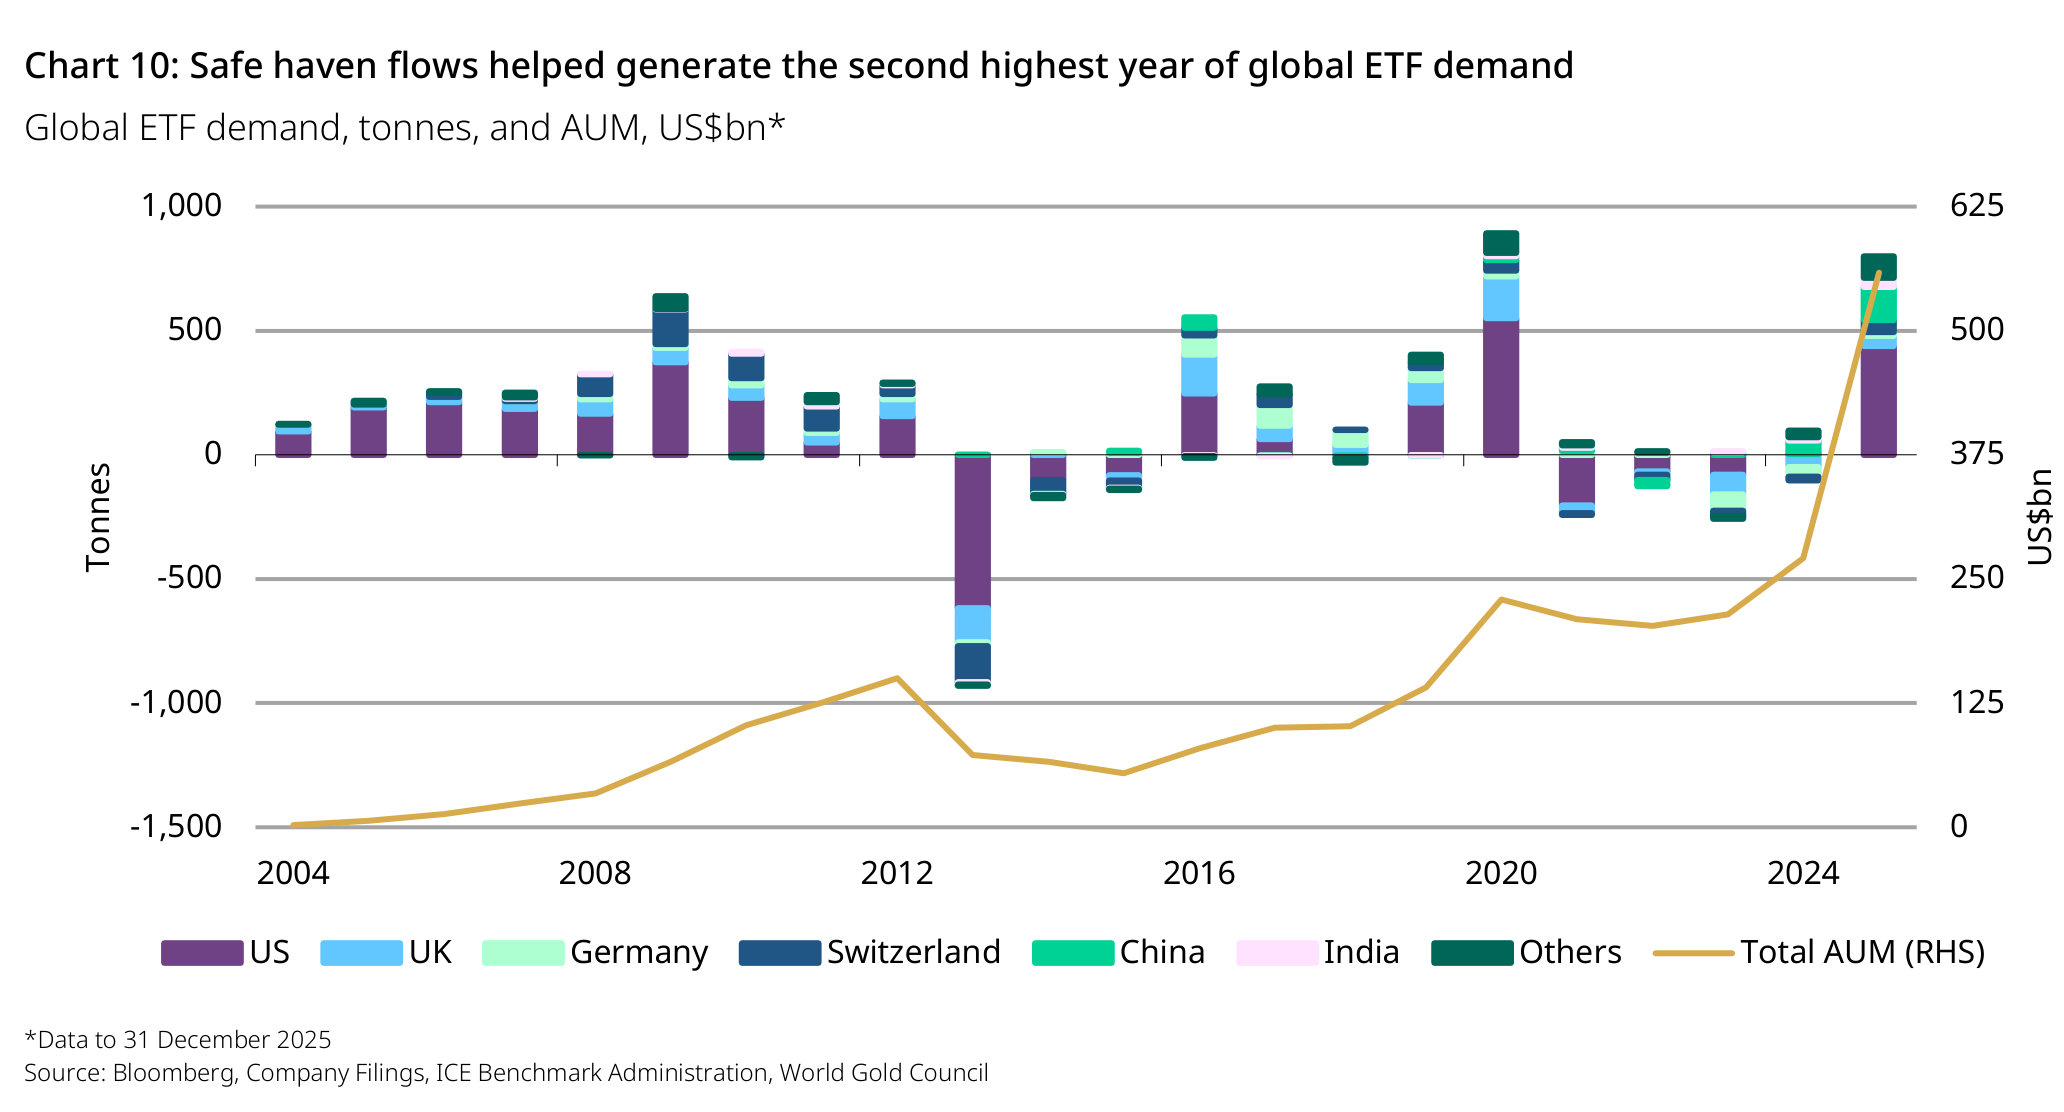 Chart 10: Safe haven flows helped generate the second highest year of global ETF demand
Global ETF demand, tonnes, and AUM, US$bn*
1,000
500
0
-500
-1,000
-1,500
Tonnes
625
500
375
250
125
0
US$bn
2004 2008 2012 2016 2020 2024
US UK Germany Switzerland China India Others Total AUM (RHS)
*Data to 31 December 2025
Source: Bloomberg, Company Filings, ICE Benchmark Administration, World Gold Council